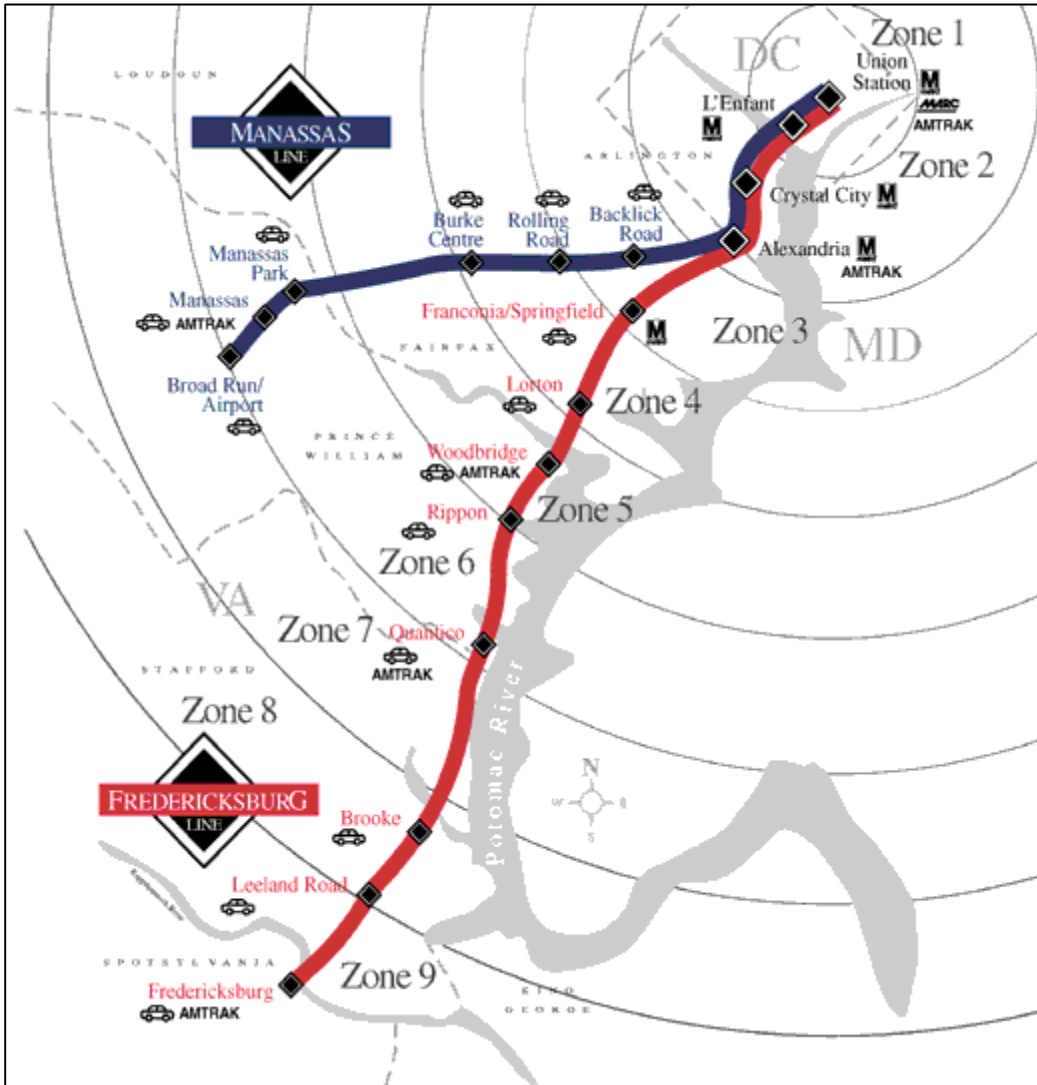 Zone 1
DC
Union
Station
M
MARC
AMTRAK
L'Enfant
M
LOUDOUN
MANASSAS
LINE
ARLINGTON
Zone 2
Crystal City
M
Burke
Centre
Rolling
Road
Backlick
Road
Alexandria
M
AMTRAK
Manassas
Park
Manassas
AMTRAK
Franconia/Springfield
M
Zone 3
MD
FAIRFAX
Broad Run/
Airport
Lorton
Zone 4
PRINCE
WILLIAM
Woodbridge
AMTRAK
Rippon
Zone 5
Zone 6
VA
Zone 7
Quantico
AMTRAK
STAFFORD
Zone 8
Potomac River
FREDERICKSBURG
LINE
N
W
E
S
Brooke
Leeland Road
Rappahannock River
SPOTSYLVANIA
Zone 9
Fredericksburg
AMTRAK
KING
GEORGE